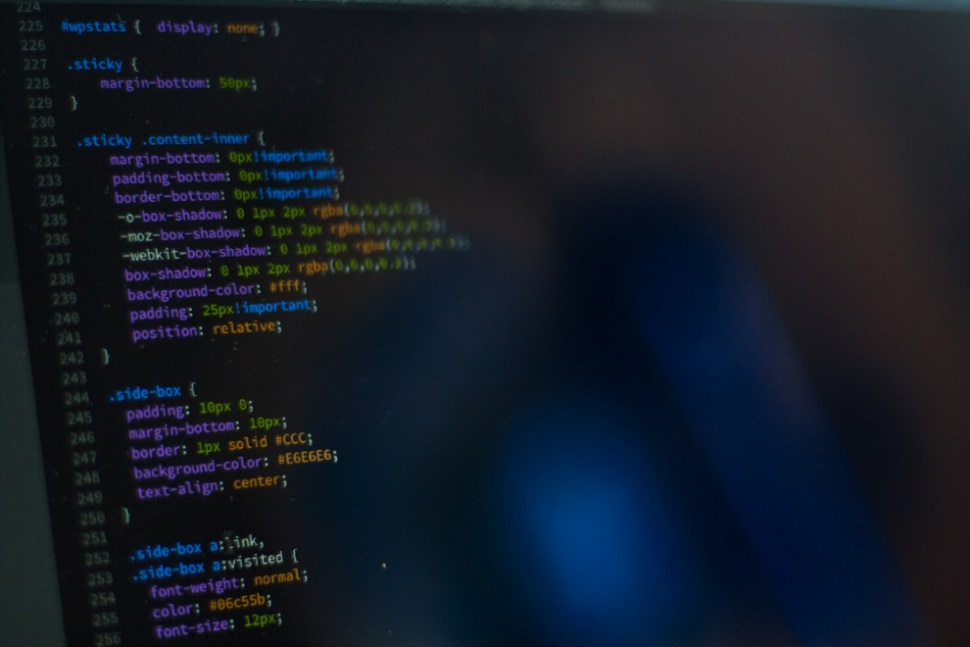 224
225 #wpstats { display: none; }
226
227 .sticky {
228 margin-bottom: 50px;
229 }
230
231 .sticky .content-inner {
232 margin-bottom: 0px!important;
233 padding-bottom: 0px!important;
234 border-bottom: 0px!important;
235 -o-box-shadow: 0 1px 2px rgba(
236 -moz-box-shadow: 0 1px 2px rgba(
237 -webkit-box-shadow: 0 1px 2px rgba(
238 box-shadow: 0 1px 2px rgba(
239 background-color: #fff;
240 padding: 25px!important;
241 position: relative;
242 }
243
244 .side-box {
245 padding: 10px 0;
246 margin-bottom: 10px;
247 border: 1px solid #CCC;
248 background-color: #E6E6E6;
249 text-align: center;
250 }
251
252 .side-box a:link,
253 .side-box a:visited {
254 font-weight: normal;
255 color: #06c55b;
256 font-size: 12px;